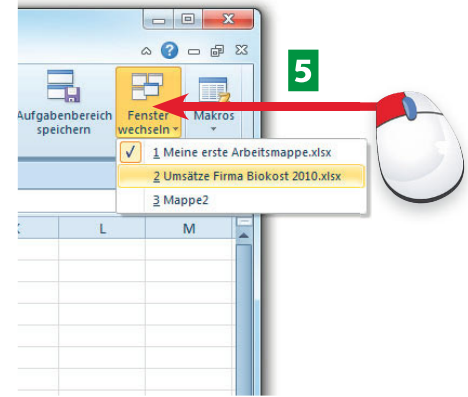 5
Aufgabenbereich speichern
Fenster wechseln
Makros
1 Meine erste Arbeitsmappe.xlsx
2 Umsätze Firma Biokost 2010.xlsx
3 Mappe2
L M